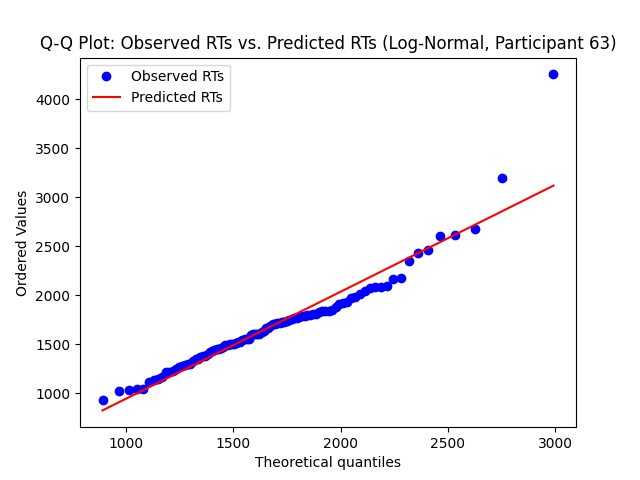 Q-Q Plot: Observed RTs vs. Predicted RTs (Log-Normal, Participant 63)
Observed RTs
Predicted RTs
Ordered Values
4000
3500
3000
2500
2000
1500
1000
1000 1500 2000 2500 3000
Theoretical quantiles